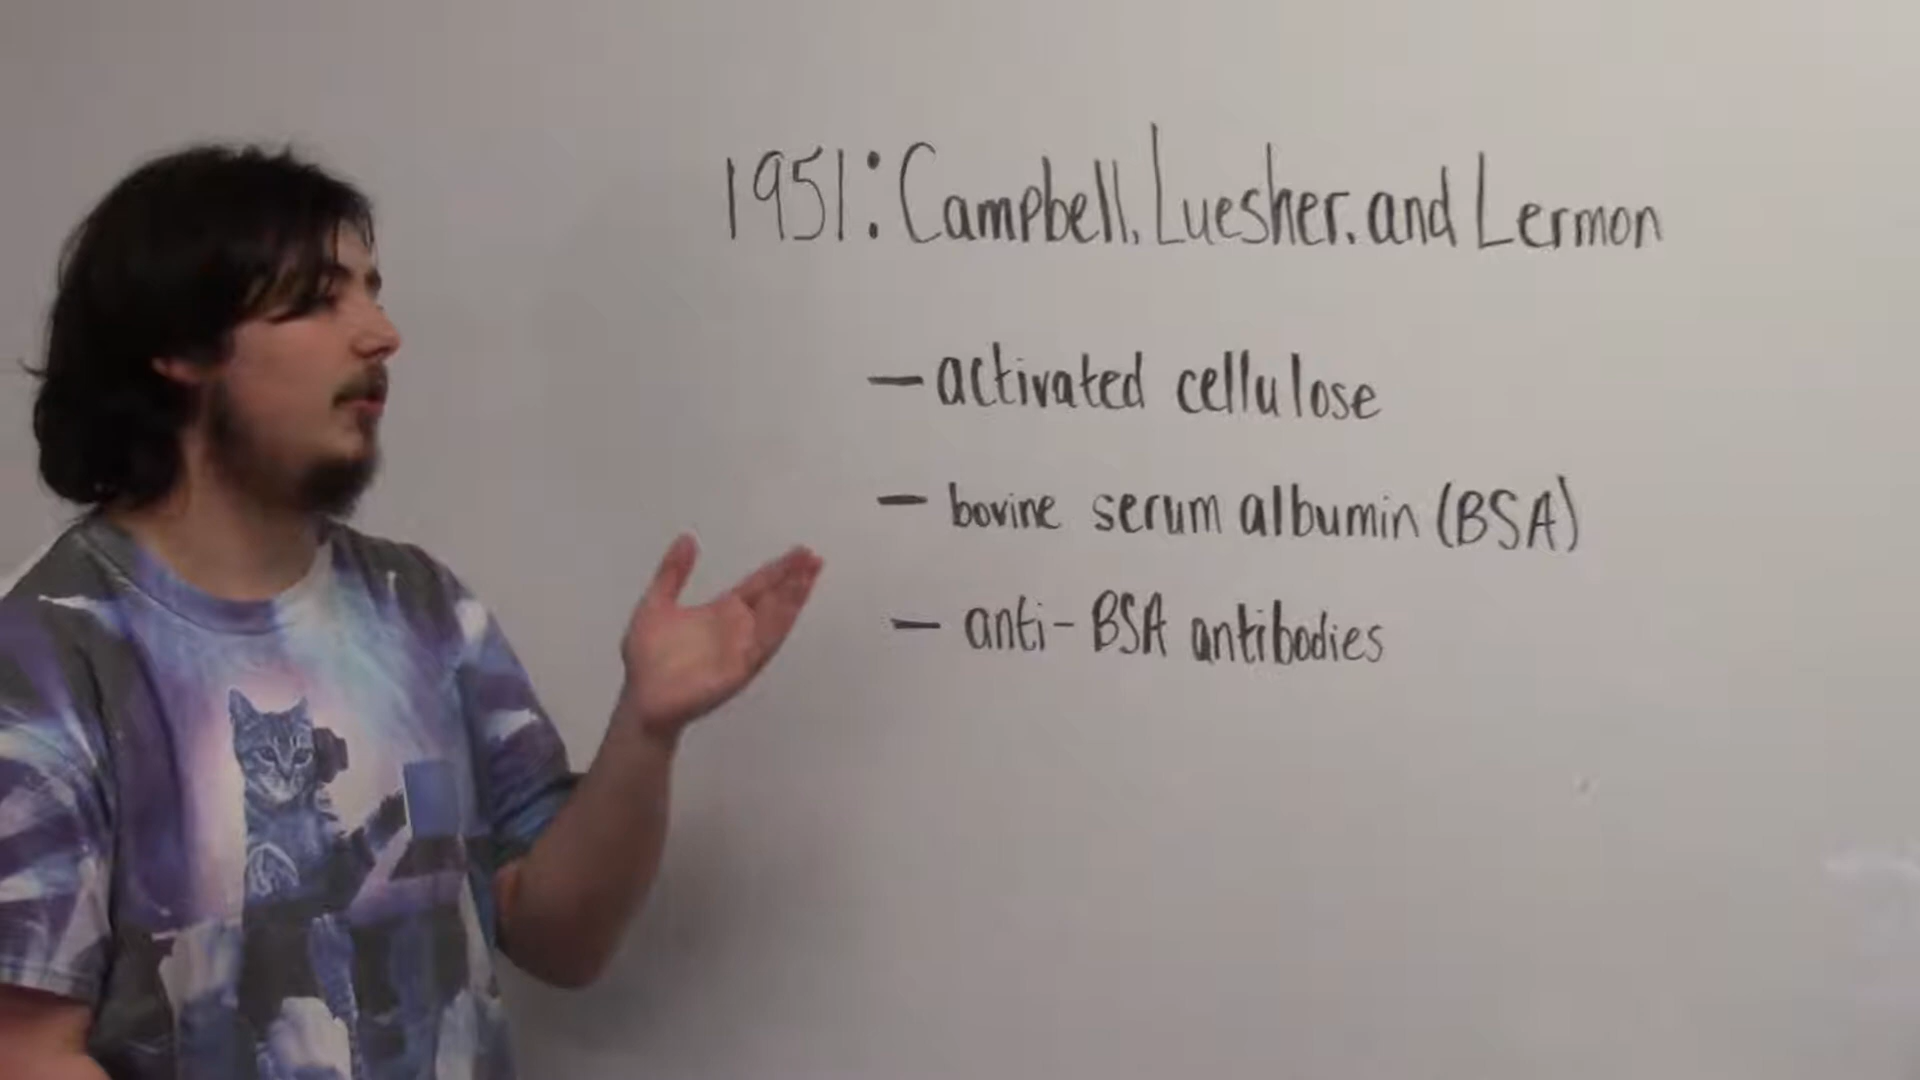 1951: Campbell, Luesher, and Lermon
— activated cellulose
— bovine serum albumin (BSA)
— anti-BSA antibodies